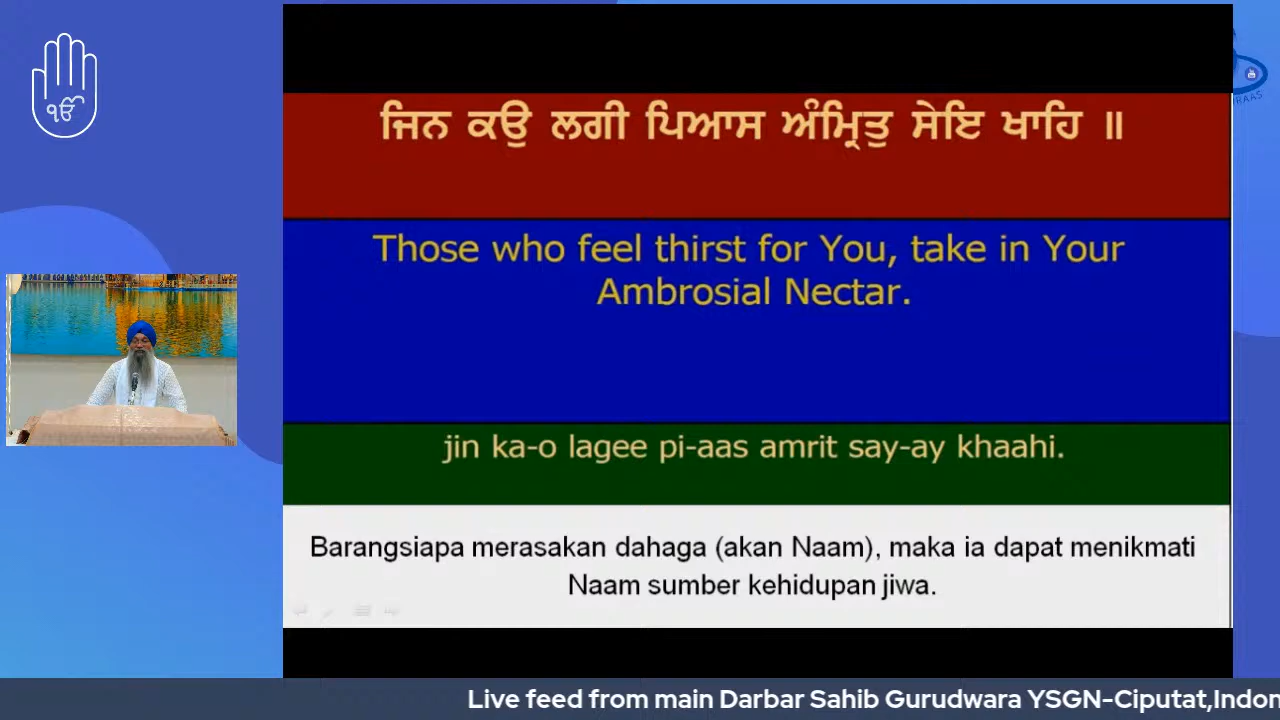 ੴ
ਜਿਨ ਕਉ ਲਗੀ ਪਿਆਸ ਅੰਮ੍ਰਿਤੁ ਸੇਇ ਖਾਹਿ ॥
Those who feel thirst for You, take in Your
Ambrosial Nectar.
jin ka-o lagee pi-aas amrit say-ay khaahi.
Barangsiapa merasakan dahaga (akan Naam), maka ia dapat menikmati
Naam sumber kehidupan jiwa.
Live feed from main Darbar Sahib Gurudwara YSGN-Ciputat,Indon